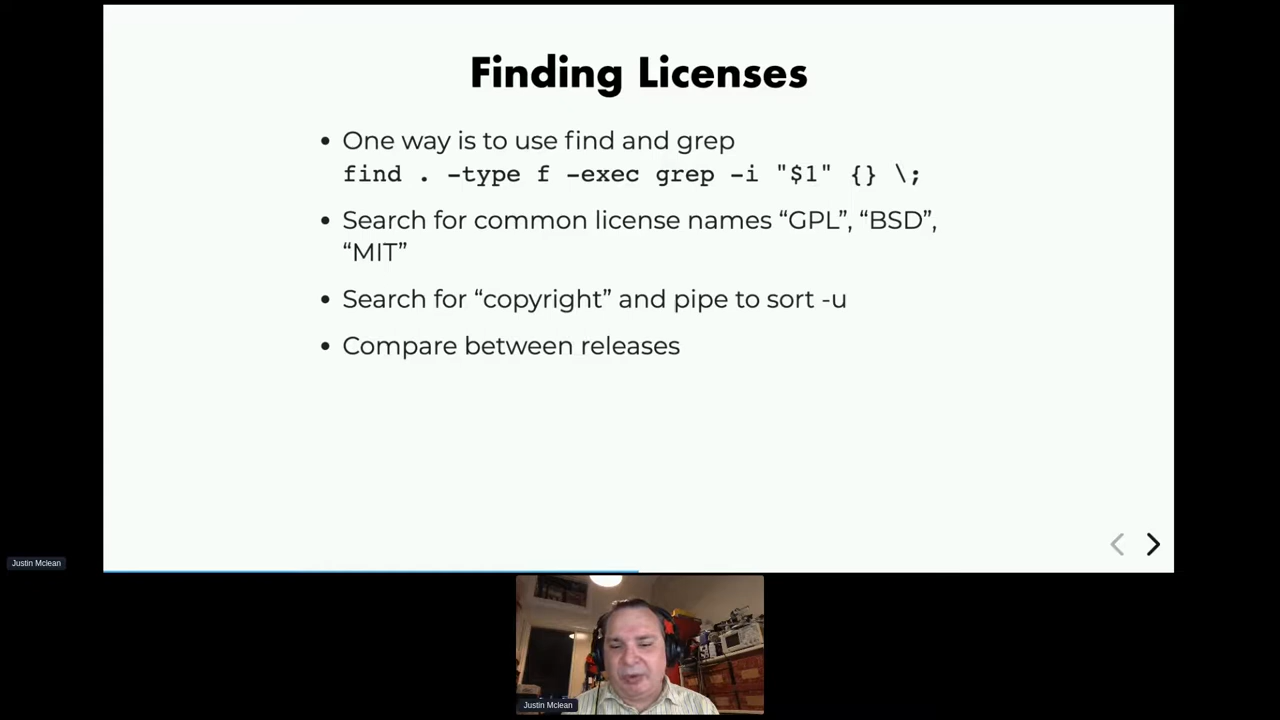 Finding Licenses
• One way is to use find and grep
find . -type f -exec grep -i "$1" {} \;
• Search for common license names “GPL”, “BSD”,
“MIT”
• Search for “copyright” and pipe to sort -u
• Compare between releases
Justin Mclean
Justin Mclean